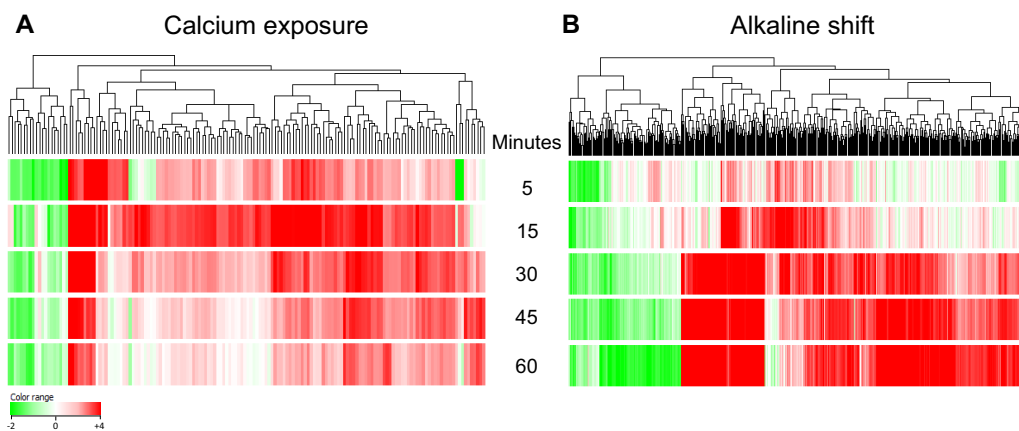 A Calcium exposure
B Alkaline shift
Minutes
5
15
30
45
60
Color range
-2 0 +4